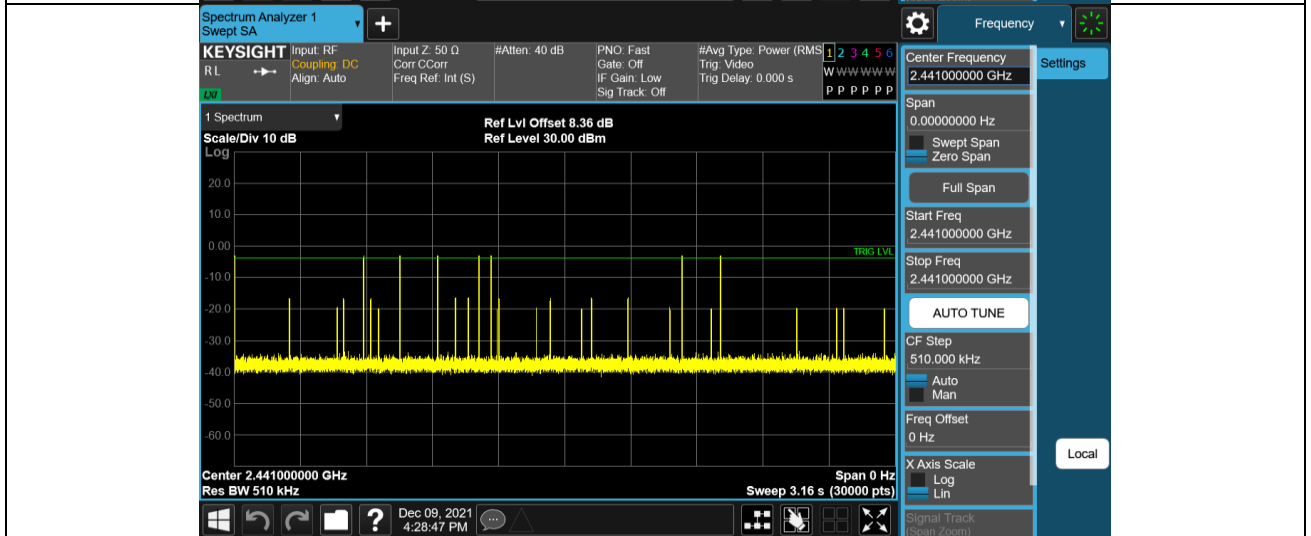 Spectrum Analyzer 1
Swept SA
Frequency
KEYSIGHT
RL
LXI
Input: RF
Coupling: DC
Align: Auto
Input Z: 50 Ω
Corr CCorr
Freq Ref: Int (S)
#Atten: 40 dB
PNO: Fast
Gate: Off
IF Gain: Low
Sig Track: Off
#Avg Type: Power (RMS
Trig: Video
Trig Delay: 0.000 s
1 2 3 4 5 6
W W W W W W
P P P P P P
1 Spectrum
Scale/Div 10 dB
Log
Ref Lvl Offset 8.36 dB
Ref Level 30.00 dBm
20.0
10.0
0.00
TRIG LVL
-10.0
-20.0
-30.0
-40.0
-50.0
-60.0
Center 2.441000000 GHz
Res BW 510 kHz
Span 0 Hz
Sweep 3.16 s (30000 pts)
Dec 09, 2021
4:28:47 PM
Center Frequency
2.441000000 GHz
Settings
Span
0.00000000 Hz
Swept Span
Zero Span
Full Span
Start Freq
2.441000000 GHz
Stop Freq
2.441000000 GHz
AUTO TUNE
CF Step
510.000 kHz
Auto
Man
Freq Offset
0 Hz
Local
X Axis Scale
Log
Lin
Signal Track
(Span Zoom)